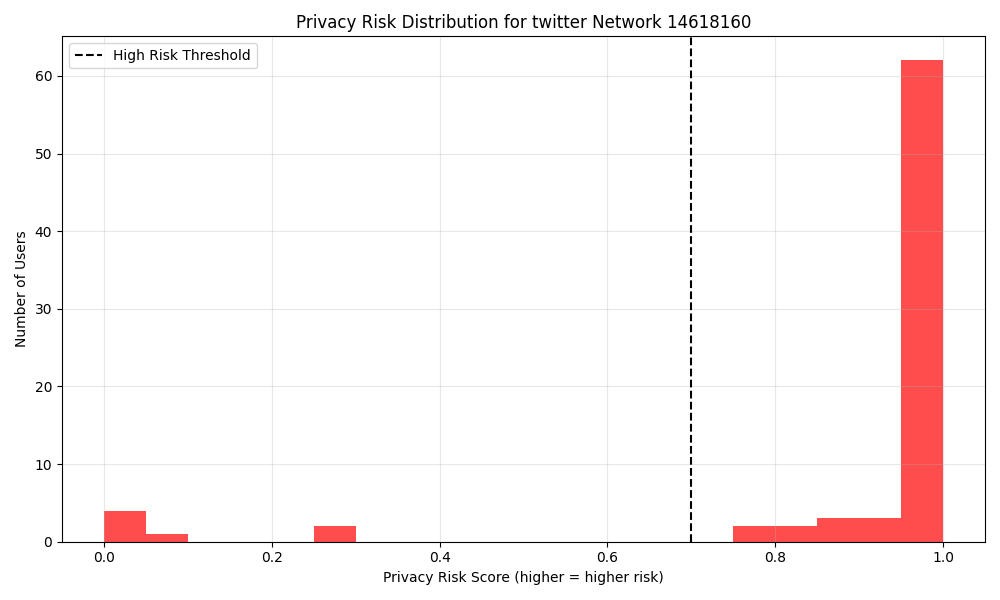 Privacy Risk Distribution for twitter Network 14618160
High Risk Threshold
Number of Users
60
50
40
30
20
10
0
0.0 0.2 0.4 0.6 0.8 1.0
Privacy Risk Score (higher = higher risk)